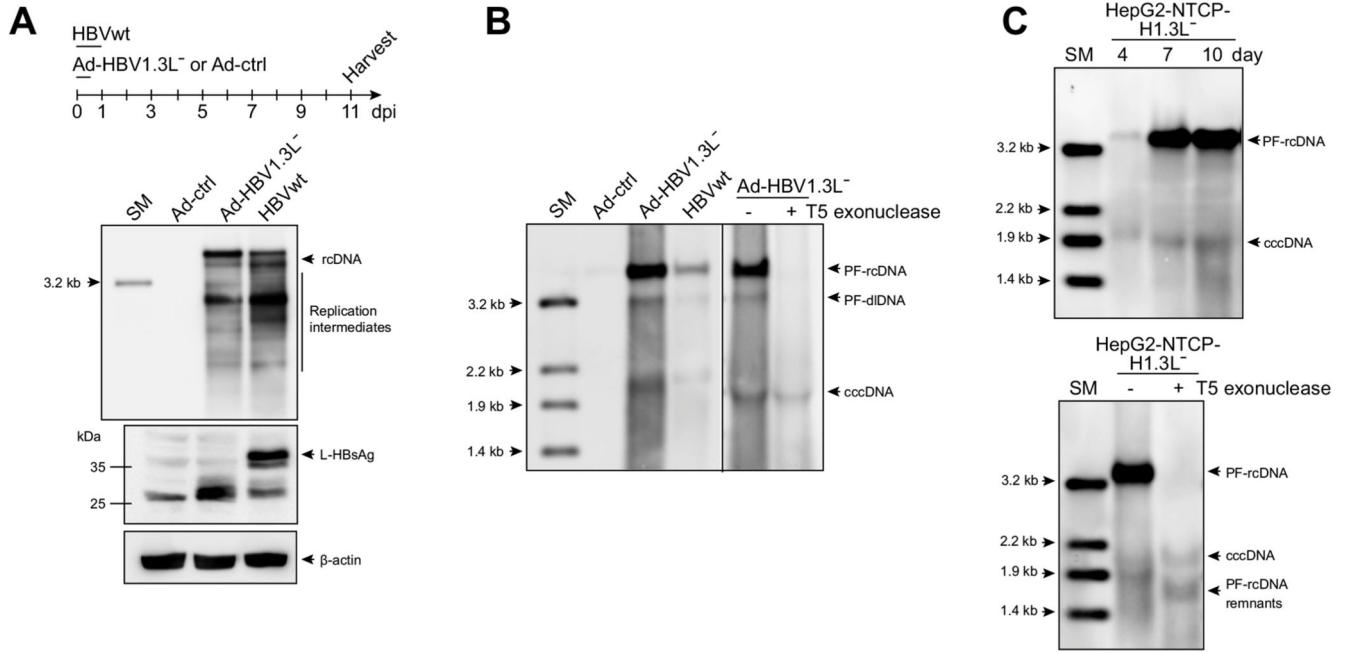 A
HBVwt
Ad-HBV1.3L⁻ or Ad-ctrl
Harvest
0 1 3 5 7 9 11 dpi
SM
Ad-ctrl
Ad-HBV1.3L⁻
HBVwt
3.2 kb
rcDNA
Replication
intermediates
kDa
35
25
L-HBsAg
β-actin
B
SM
Ad-ctrl
Ad-HBV1.3L⁻
HBVwt
Ad-HBV1.3L⁻
- + T5 exonuclease
PF-rcDNA
PF-dlDNA
3.2 kb
2.2 kb
cccDNA
1.9 kb
1.4 kb
C
HepG2-NTCP-
H1.3L⁻
SM 4 7 10 day
PF-rcDNA
3.2 kb
2.2 kb
1.9 kb
cccDNA
1.4 kb
HepG2-NTCP-
H1.3L⁻
SM - + T5 exonuclease
PF-rcDNA
3.2 kb
2.2 kb
cccDNA
1.9 kb
PF-rcDNA
remnants
1.4 kb